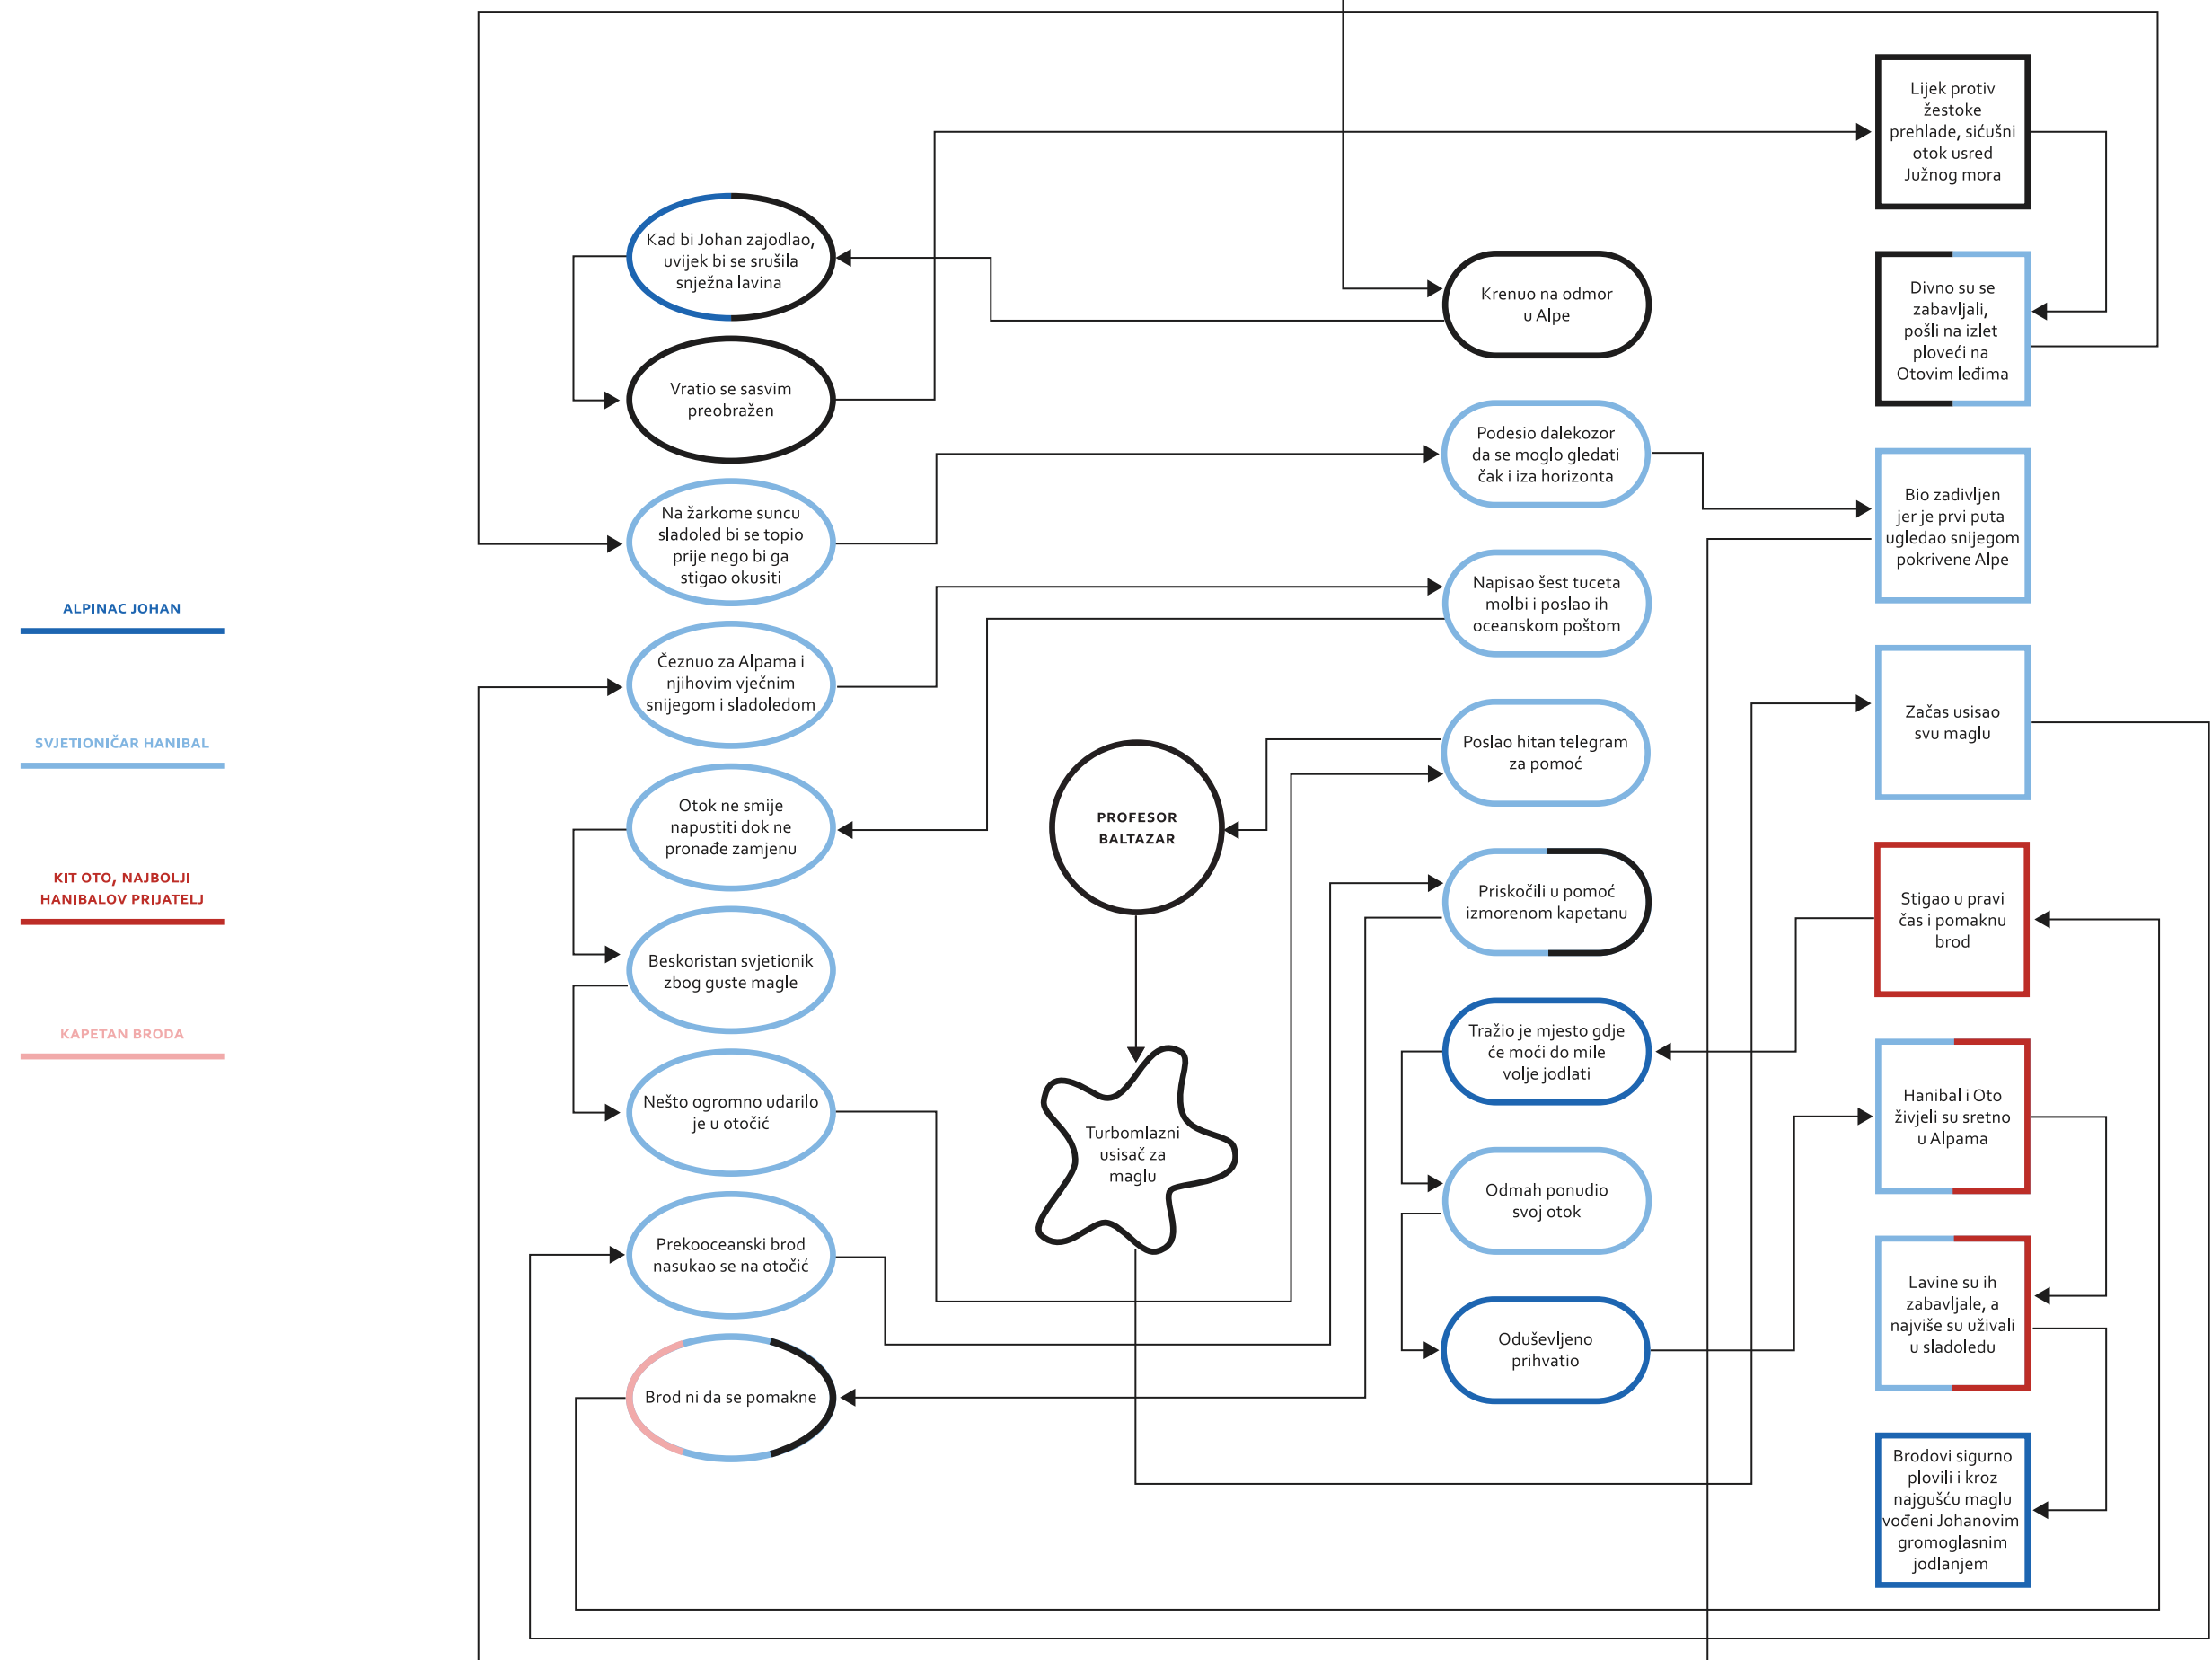 ALPINAC JOHAN
SVJETIONIČAR HANIBAL
KIT OTO, NAJBOLJI
HANIBALOV PRIJATELJ
KAPETAN BRODA
Kad bi Johan zajodlao,
uvijek bi se srušila
snježna lavina
Vratio se sasvim
preobražen
Na žarkome suncu
sladoled bi se topio
prije nego bi ga
stigao okusiti
Čeznuo za Alpama i
njihovim vječnim
snijegom i sladoledom
Otok ne smije
napustiti dok ne
pronađe zamjenu
Beskoristan svjetionik
zbog guste magle
Nešto ogromno udarilo
je u otočić
Prekooceanski brod
nasukao se na otočić
Brod ni da se pomakne
PROFESOR
BALTAZAR
Turbomlazni
usisač za
maglu
Krenuo na odmor
u Alpe
Podesio dalekozor
da se moglo gledati
čak i iza horizonta
Napisao šest tuceta
molbi i poslao ih
oceanskom poštom
Poslao hitan telegram
za pomoć
Priskočili u pomoć
izmorenom kapetanu
Tražio je mjesto gdje
će moći do mile
volje jodlati
Odmah ponudio
svoj otok
Oduševljeno
prihvatio
Lijek protiv
žestoke
prehlade, sićušni
otok usred
Južnog mora
Divno su se
zabavljali,
pošli na izlet
ploveći na
Otovim leđima
Bio zadivljen
jer je prvi puta
ugledao snijegom
pokrivene Alpe
Začas usisao
svu maglu
Stigao u pravi
čas i pomaknu
brod
Hanibal i Oto
živjeli su sretno
u Alpama
Lavine su ih
zabavljale, a
najviše su uživali
u sladoledu
Brodovi sigurno
plovili i kroz
najgušću maglu
vođeni Johanovim
gromoglasnim
jodlanjem